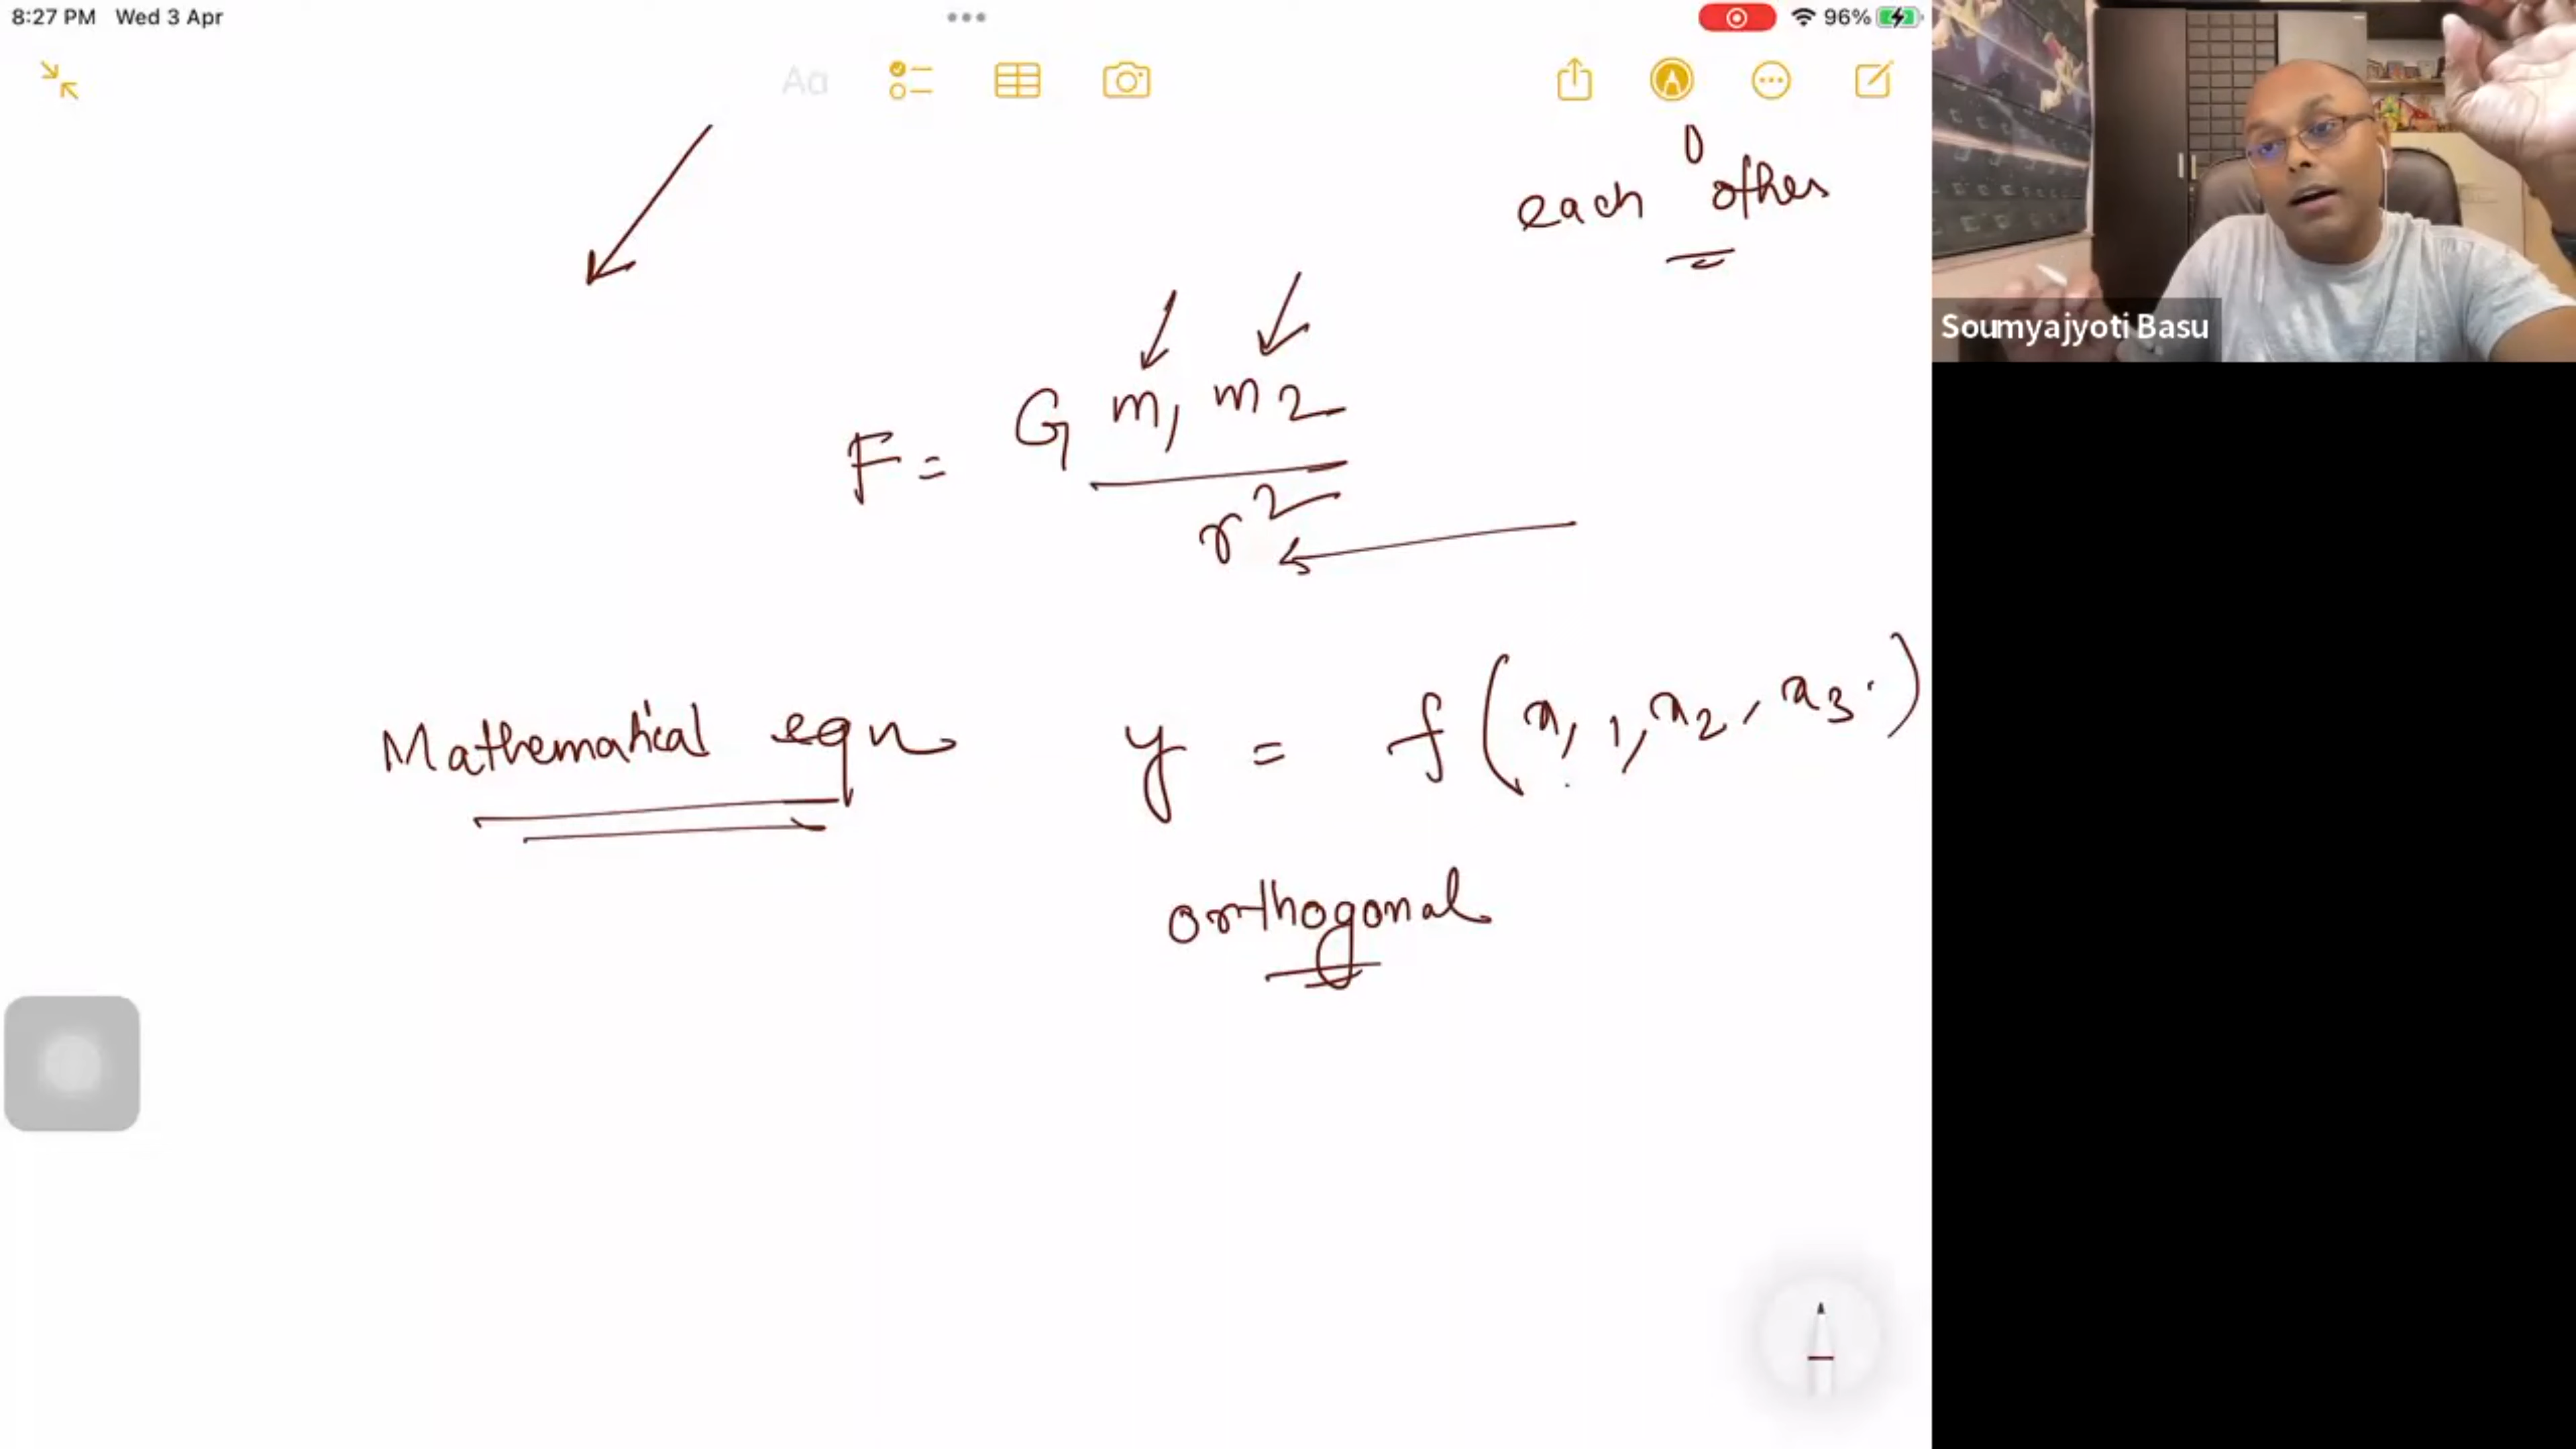 8:27 PM Wed 3 Apr
96%
Aa
each other
F = G m1 m2
r2
Mathematical eqn y = f(x1, x2, x3.)
orthogonal
Soumyajyoti Basu